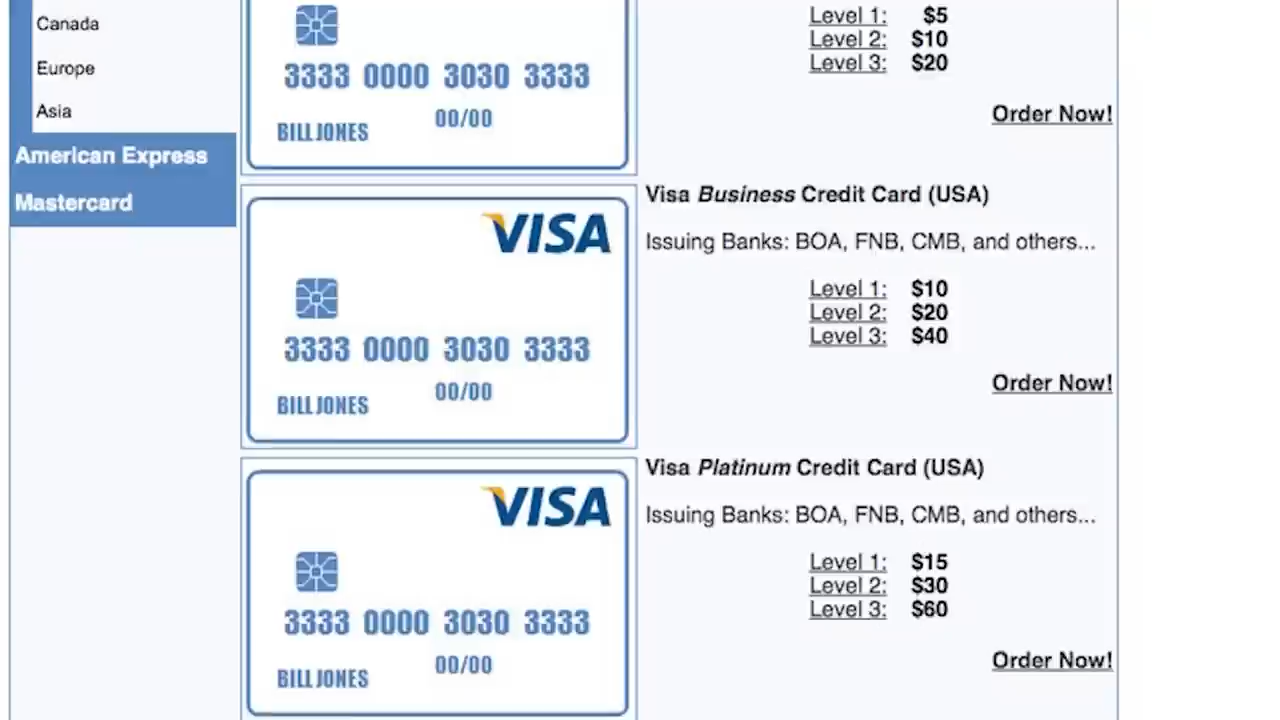 Canada
Europe
Asia
American Express
Mastercard
3333 0000 3030 3333
00/00
BILL JONES
Level 1: $5
Level 2: $10
Level 3: $20
Order Now!
VISA
3333 0000 3030 3333
00/00
BILL JONES
Visa Business Credit Card (USA)
Issuing Banks: BOA, FNB, CMB, and others...
Level 1: $10
Level 2: $20
Level 3: $40
Order Now!
VISA
3333 0000 3030 3333
00/00
BILL JONES
Visa Platinum Credit Card (USA)
Issuing Banks: BOA, FNB, CMB, and others...
Level 1: $15
Level 2: $30
Level 3: $60
Order Now!